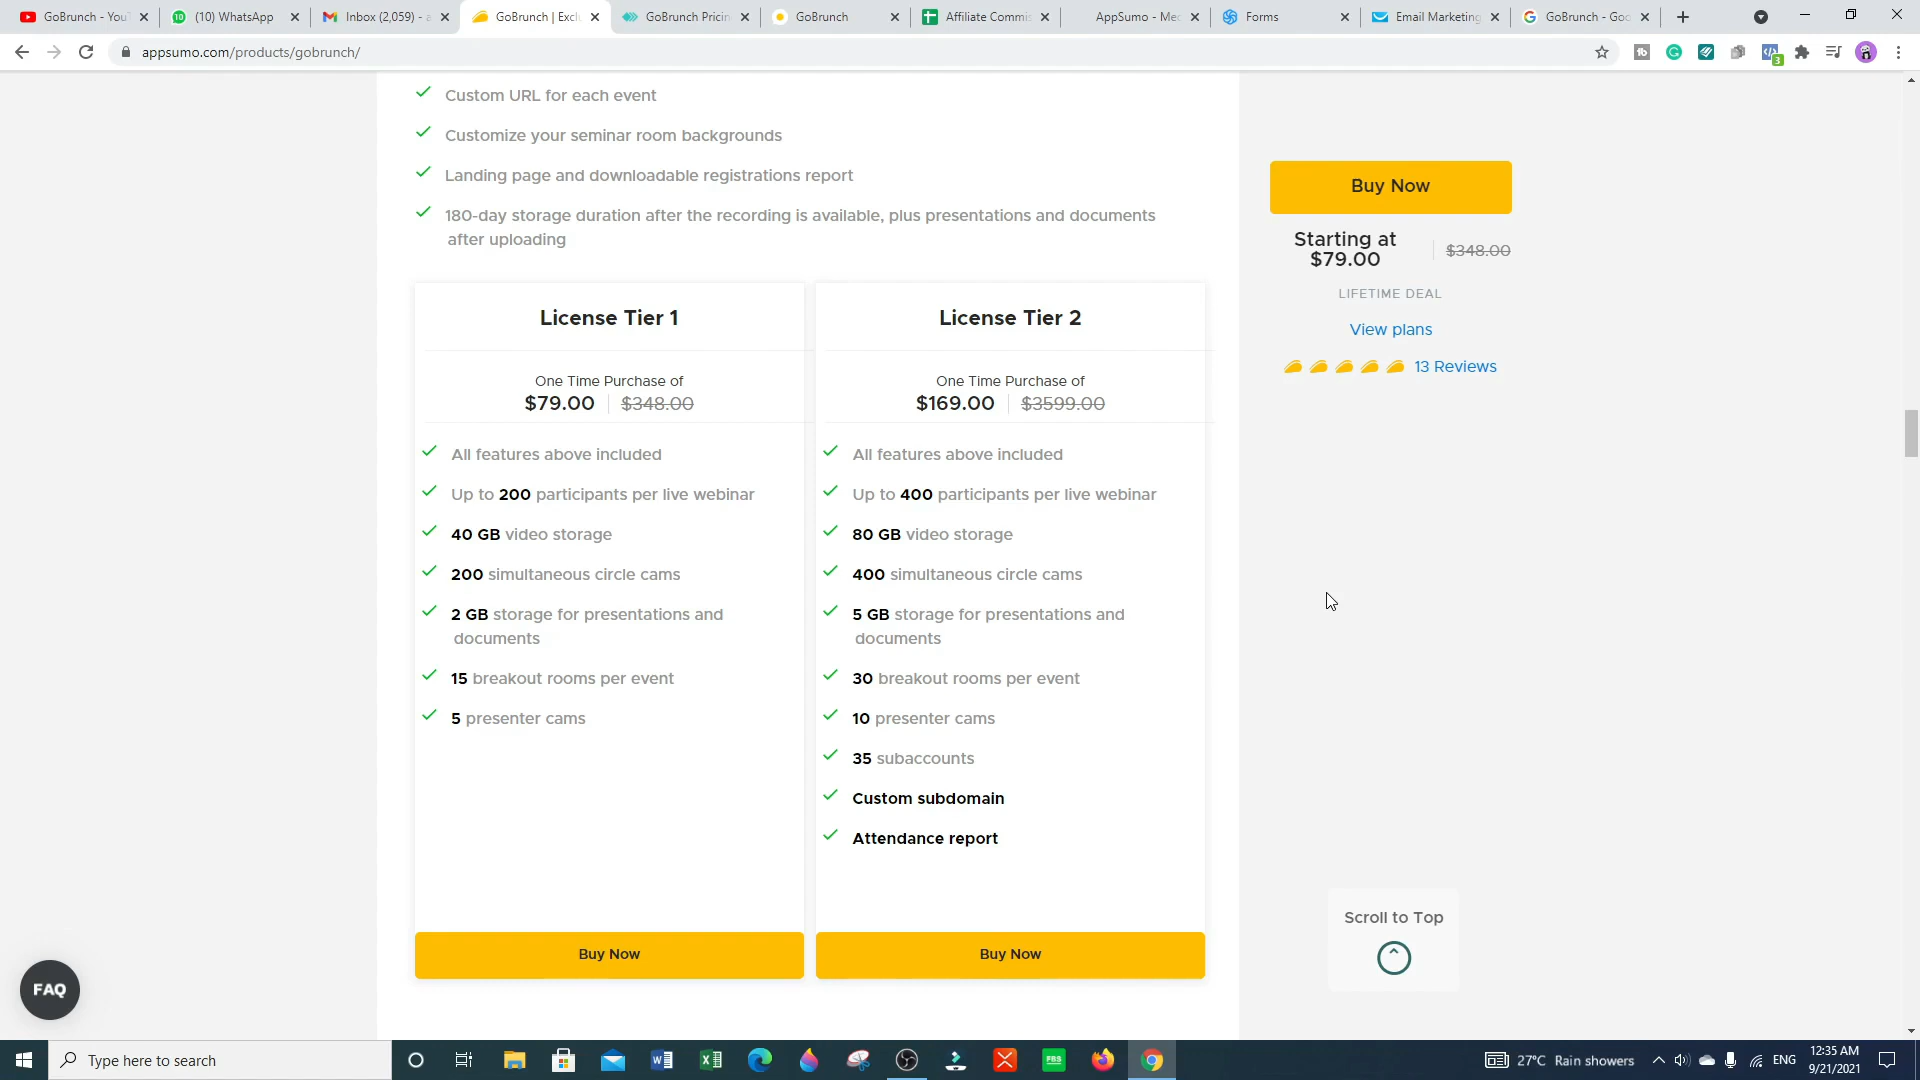 GoBrunch - YouT
(10) WhatsApp
Inbox (2,059) - a
GoBrunch | Exclu
GoBrunch Pricin
GoBrunch
Affiliate Commis
AppSumo - Mec
Forms
Email Marketing
GoBrunch - Goo
appsumo.com/products/gobrunch/
3
Custom URL for each event
Customize your seminar room backgrounds
Landing page and downloadable registrations report
180-day storage duration after the recording is available, plus presentations and documents
after uploading
License Tier 1
One Time Purchase of
$79.00 $348.00
All features above included
Up to 200 participants per live webinar
40 GB video storage
200 simultaneous circle cams
2 GB storage for presentations and
documents
15 breakout rooms per event
5 presenter cams
Buy Now
License Tier 2
One Time Purchase of
$169.00 $3599.00
All features above included
Up to 400 participants per live webinar
80 GB video storage
400 simultaneous circle cams
5 GB storage for presentations and
documents
30 breakout rooms per event
10 presenter cams
35 subaccounts
Custom subdomain
Attendance report
Buy Now
Buy Now
Starting at
$79.00 $348.00
LIFETIME DEAL
View plans
13 Reviews
Scroll to Top
FAQ
Type here to search
FBS
27°C Rain showers
ENG
12:35 AM
9/21/2021